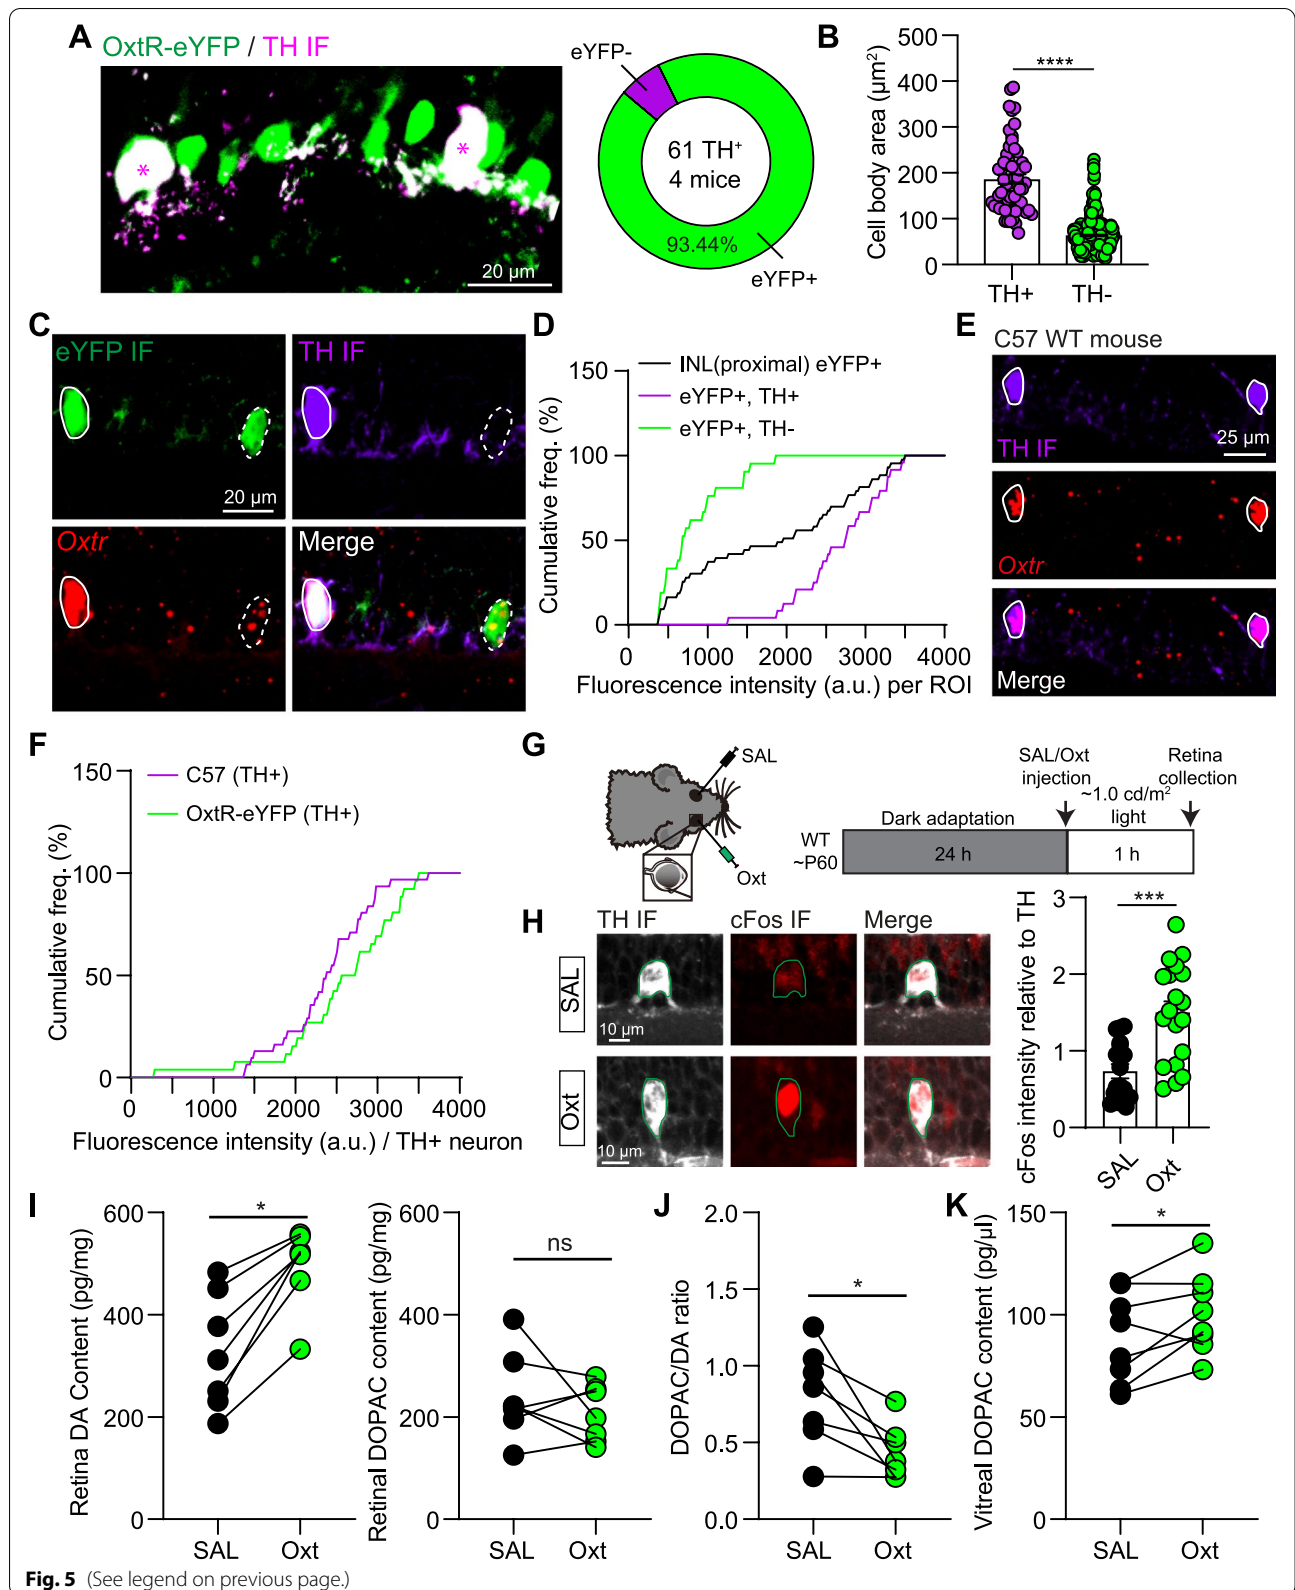 A
OxtR-eYFP / TH IF
*
*
20 µm
eYFP-
61 TH+
4 mice
93.44%
eYFP+
B
Cell body area (µm²)
500
400
300
200
100
0
****
TH+ TH-
C
eYFP IF
TH IF
20 µm
Oxtr
Merge
D
Cumulative freq. (%)
150
100
50
0
INL(proximal) eYFP+
eYFP+, TH+
eYFP+, TH-
0 1000 2000 3000 4000
Fluorescence intensity (a.u.) per ROI
E
C57 WT mouse
25 µm
TH IF
Oxtr
Merge
F
Cumulative freq. (%)
150
100
50
0
C57 (TH+)
OxtR-eYFP (TH+)
0 1000 2000 3000 4000
Fluorescence intensity (a.u.) / TH+ neuron
G
SAL
Oxt
SAL/Oxt
injection
Retina
collection
~1.0 cd/m²
light
Dark adaptation
WT
~P60
24 h
1 h
H
TH IF
cFos IF
Merge
SAL
10 µm
Oxt
10 µm
cFos intensity relative to TH
3
2
1
0
***
SAL
Oxt
I
Retina DA Content (pg/mg)
600
400
200
0
*
SAL Oxt
Retinal DOPAC content (pg/mg)
600
400
200
0
ns
SAL Oxt
J
DOPAC/DA ratio
2.0
1.5
1.0
0.5
0.0
*
SAL Oxt
K
Vitreal DOPAC content (pg/µl)
150
100
50
0
*
SAL Oxt
Fig. 5 (See legend on previous page.)